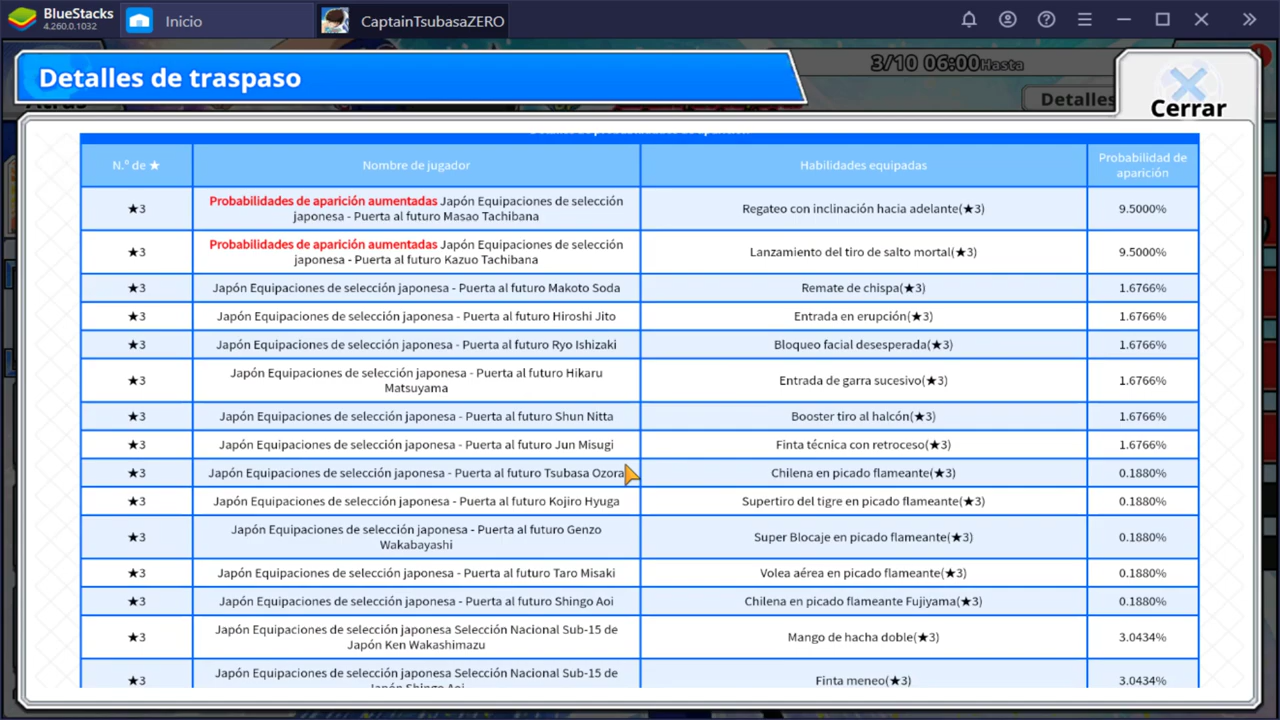 BlueStacks
4.260.0.1032
Inicio
CaptainTsubasaZERO
Detalles de traspaso
3/10 06:00Hasta
Atrás
Detalles
Cerrar
N.º de ★ Nombre de jugador Habilidades equipadas Probabilidad de
aparición
★3 Probabilidades de aparición aumentadas Japón Equipaciones de selección
japonesa - Puerta al futuro Masao Tachibana Regateo con inclinación hacia adelante(★3) 9.5000%
★3 Probabilidades de aparición aumentadas Japón Equipaciones de selección
japonesa - Puerta al futuro Kazuo Tachibana Lanzamiento del tiro de salto mortal(★3) 9.5000%
★3 Japón Equipaciones de selección japonesa - Puerta al futuro Makoto Soda Remate de chispa(★3) 1.6766%
★3 Japón Equipaciones de selección japonesa - Puerta al futuro Hiroshi Jito Entrada en erupción(★3) 1.6766%
★3 Japón Equipaciones de selección japonesa - Puerta al futuro Ryo Ishizaki Bloqueo facial desesperada(★3) 1.6766%
★3 Japón Equipaciones de selección japonesa - Puerta al futuro Hikaru
Matsuyama Entrada de garra sucesivo(★3) 1.6766%
★3 Japón Equipaciones de selección japonesa - Puerta al futuro Shun Nitta Booster tiro al halcón(★3) 1.6766%
★3 Japón Equipaciones de selección japonesa - Puerta al futuro Jun Misugi Finta técnica con retroceso(★3) 1.6766%
★3 Japón Equipaciones de selección japonesa - Puerta al futuro Tsubasa Ozora Chilena en picado flameante(★3) 0.1880%
★3 Japón Equipaciones de selección japonesa - Puerta al futuro Kojiro Hyuga Supertiro del tigre en picado flameante(★3) 0.1880%
★3 Japón Equipaciones de selección japonesa - Puerta al futuro Genzo
Wakabayashi Super Blocaje en picado flameante(★3) 0.1880%
★3 Japón Equipaciones de selección japonesa - Puerta al futuro Taro Misaki Volea aérea en picado flameante(★3) 0.1880%
★3 Japón Equipaciones de selección japonesa - Puerta al futuro Shingo Aoi Chilena en picado flameante Fujiyama(★3) 0.1880%
★3 Japón Equipaciones de selección japonesa Selección Nacional Sub-15 de
Japón Ken Wakashimazu Mango de hacha doble(★3) 3.0434%
★3 Japón Equipaciones de selección japonesa Selección Nacional Sub-15 de
Japón Shingo Aoi Finta meneo(★3) 3.0434%